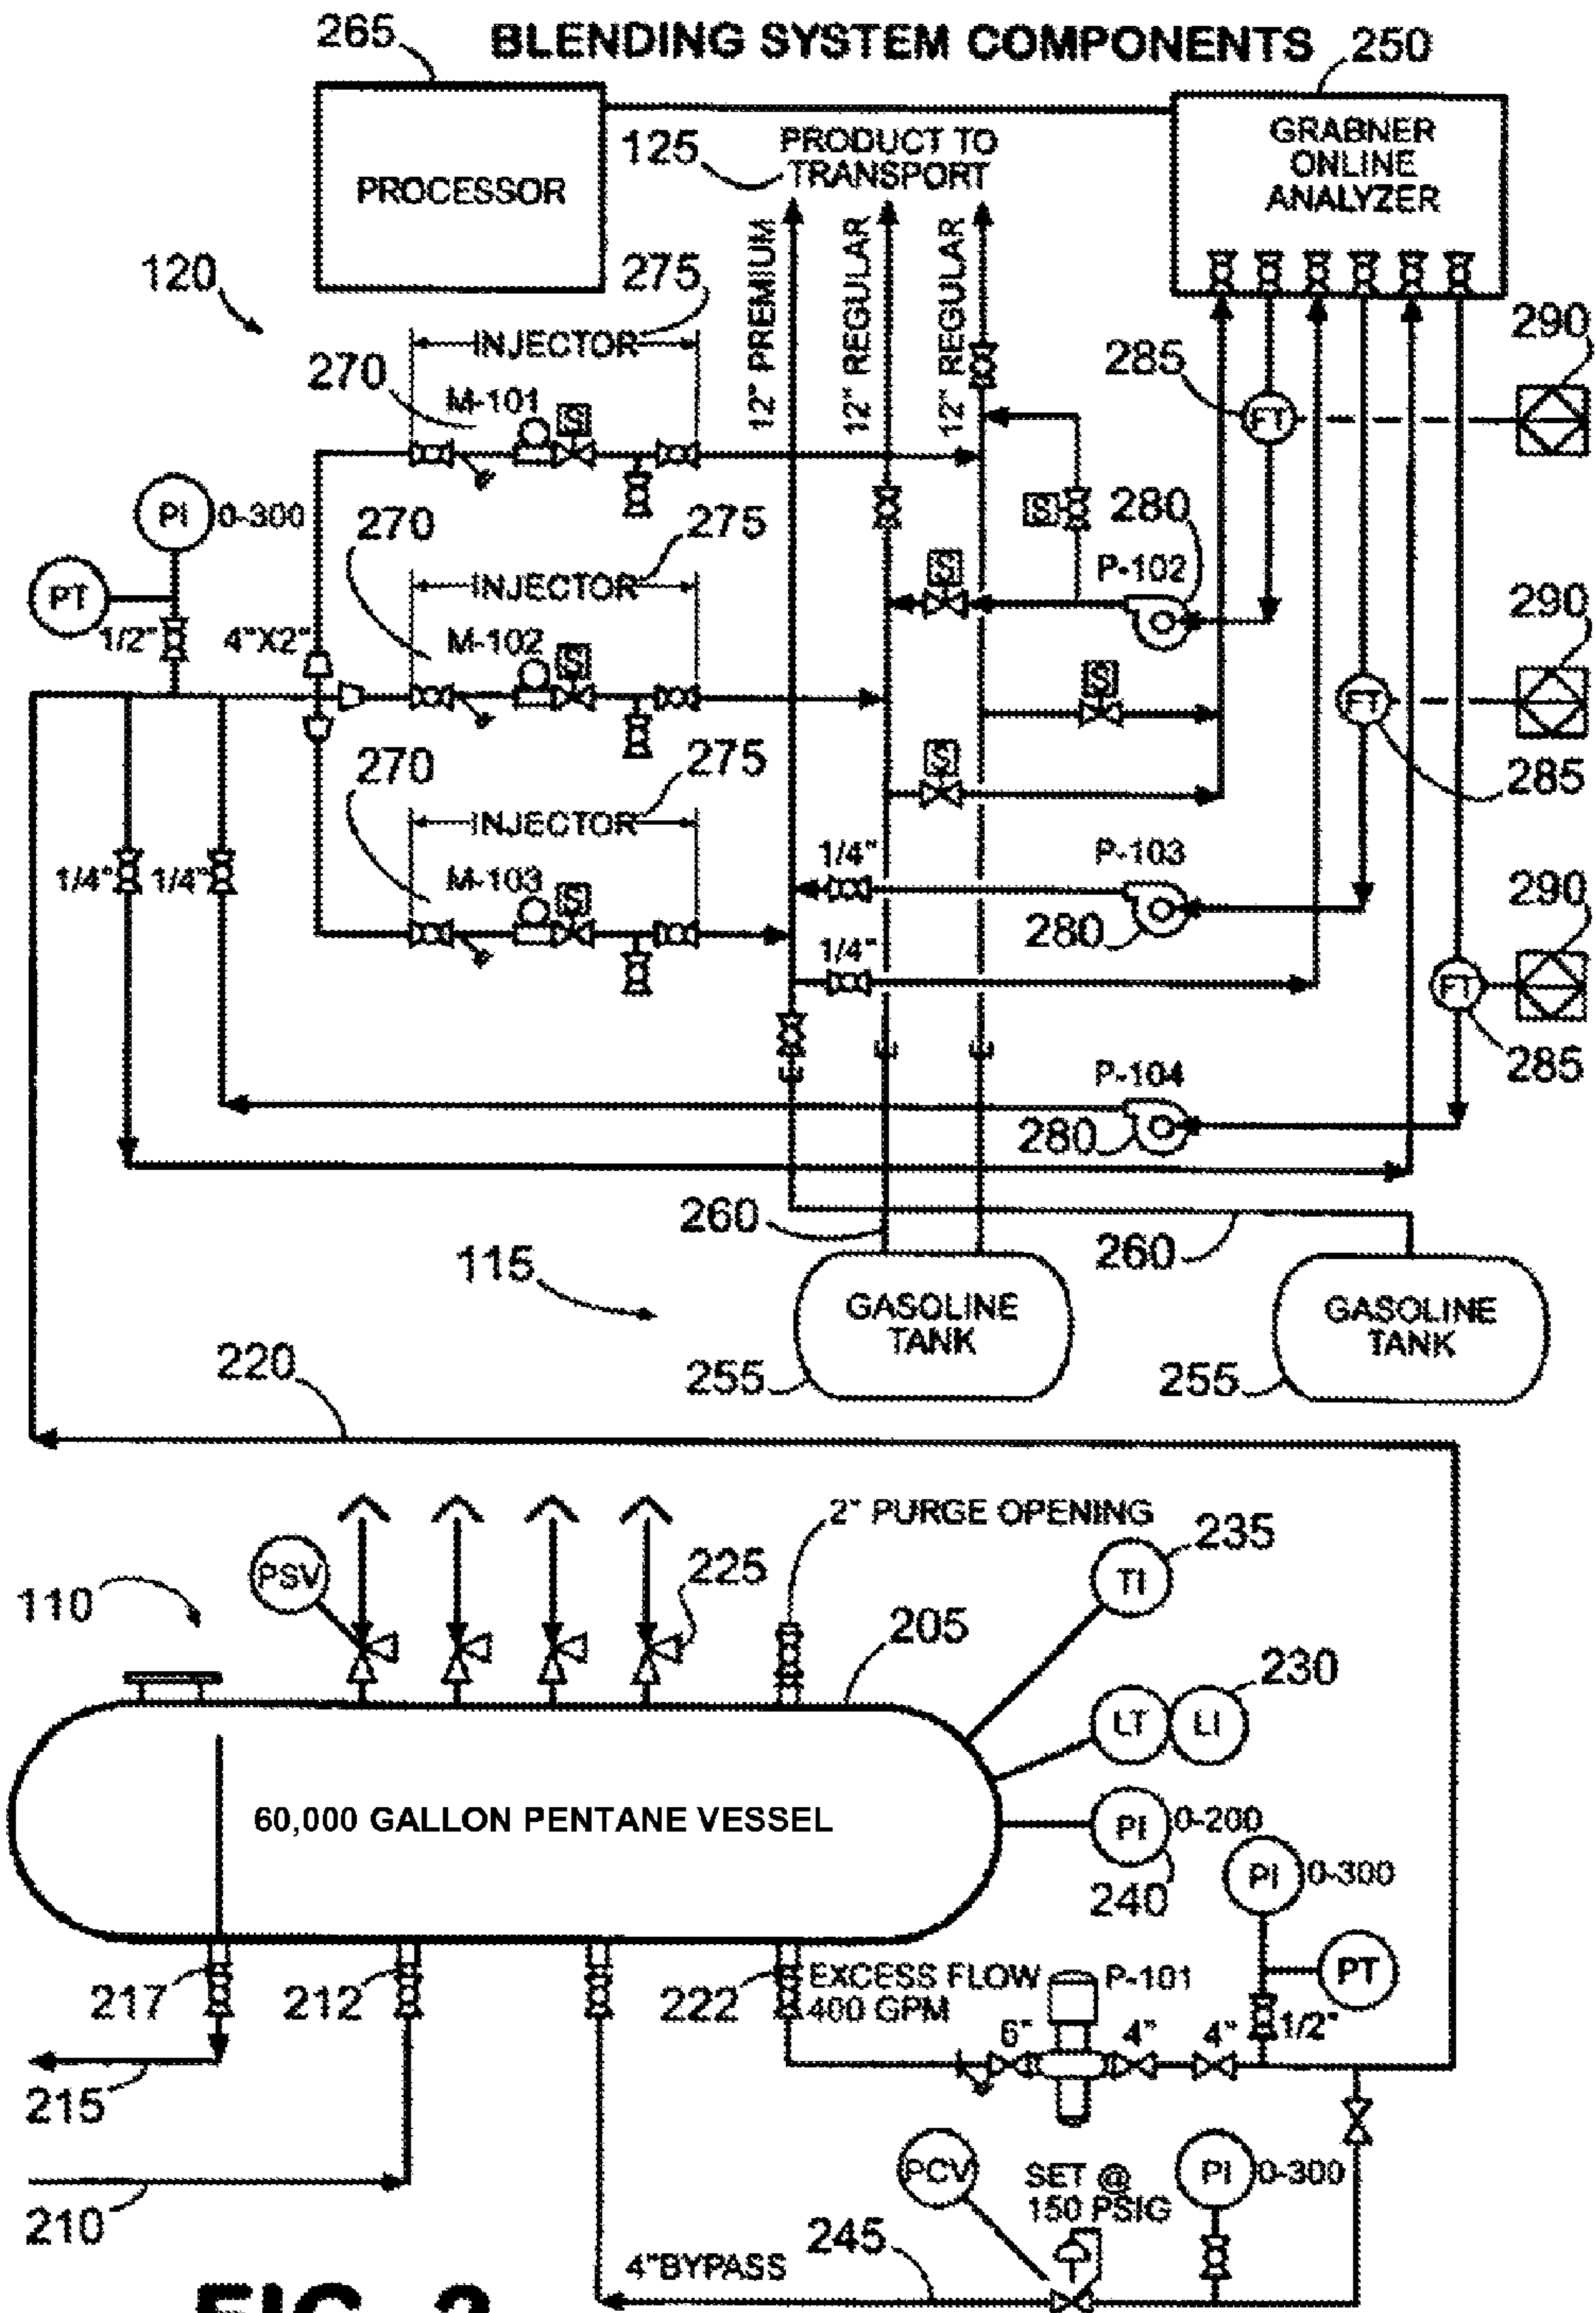 265
BLENDING SYSTEM COMPONENTS
250
PROCESSOR
125
PRODUCT TO
TRANSPORT
GRABNER
ONLINE
ANALYZER
120
275
12" PREMIUM
12" REGULAR
12" REGULAR
INJECTOR
270
M-101
S
285
FT
290
PI
0-300
PT
1/2"
4"X2"
270
275
INJECTOR
M-102
S
S
S
280
P-102
290
FT
285
S
S
270
275
INJECTOR
M-103
S
1/4"
1/4"
1/4"
P-103
280
1/4"
290
FT
285
P-104
280
260
260
115
GASOLINE
TANK
255
GASOLINE
TANK
255
220
2" PURGE OPENING
235
TI
PSV
225
110
205
230
LT
LI
60,000 GALLON PENTANE VESSEL
PI
0-200
240
PI
0-300
PT
217
212
222
EXCESS FLOW
400 GPM
P-101
6"
4"
4"
1/2"
215
210
PCV
SET @
150 PSIG
PI
0-300
4"BYPASS
245
FIG. 2